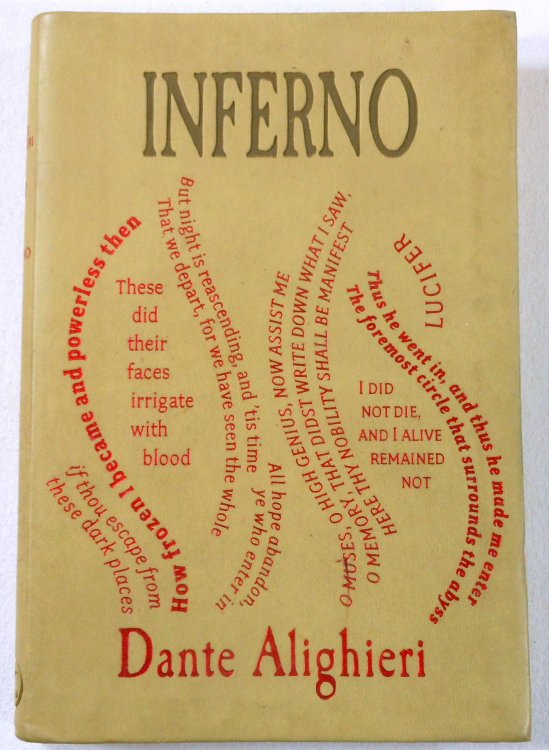 INFERNO
How frozen I became and powerless then
These
did
their
faces
irrigate
with
blood
if thou escape from
these dark places
But night is reascending, and 'tis time
That we depart, for we have seen the whole
All hope abandon,
ye who enter in
O MUSES, O HIGH GENIUS, NOW ASSIST ME
O MEMORY, THAT DIDST WRITE DOWN WHAT I SAW,
HERE THY NOBILITY SHALL BE MANIFEST
LUCIFER
I DID
NOT DIE,
AND I ALIVE
REMAINED
NOT
Thus he went in, and thus he made me enter
The foremost circle that surrounds the abyss
Dante Alighieri